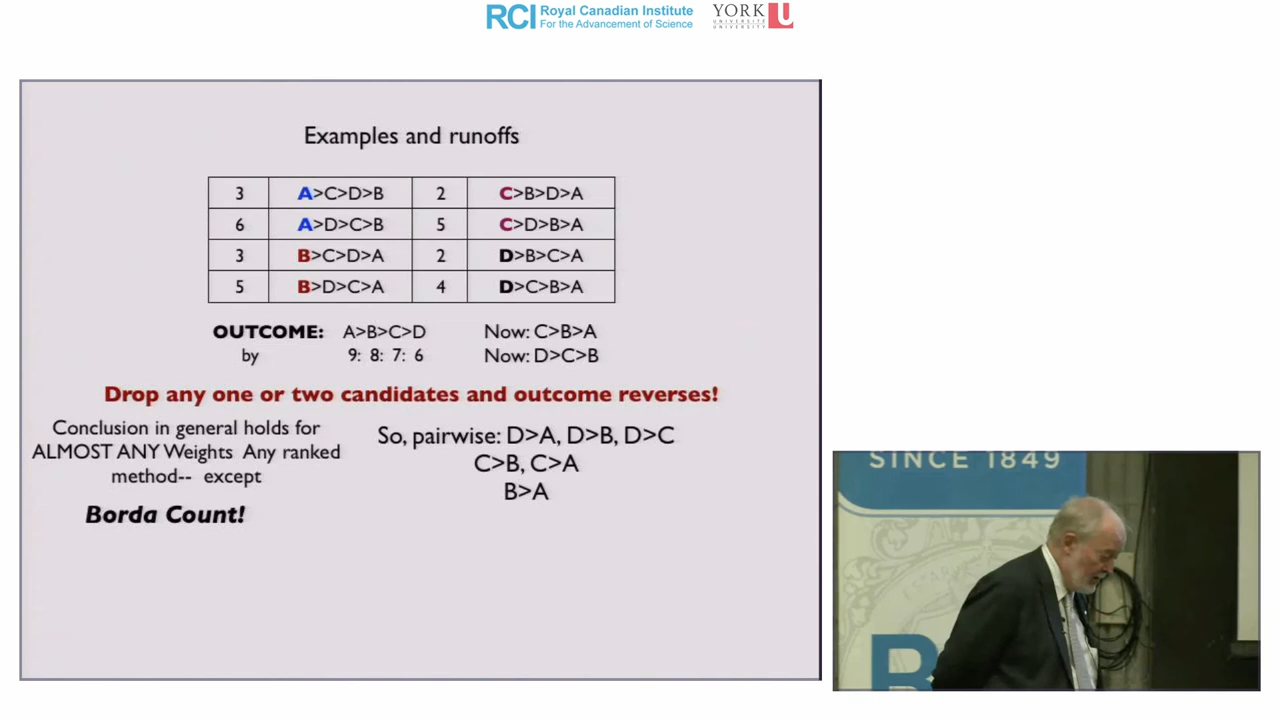 RCI Royal Canadian Institute
For the Advancement of Science
YORK U
UNIVERSITÉ
UNIVERSITY
Examples and runoffs
3 A>C>D>B 2 C>B>D>A
6 A>D>C>B 5 C>D>B>A
3 B>C>D>A 2 D>B>C>A
5 B>D>C>A 4 D>C>B>A
OUTCOME: A>B>C>D Now: C>B>A
by 9: 8: 7: 6 Now: D>C>B
Drop any one or two candidates and outcome reverses!
Conclusion in general holds for
ALMOST ANY Weights Any ranked
method-- except
Borda Count!
So, pairwise: D>A, D>B, D>C
C>B, C>A
B>A
SINCE 1849